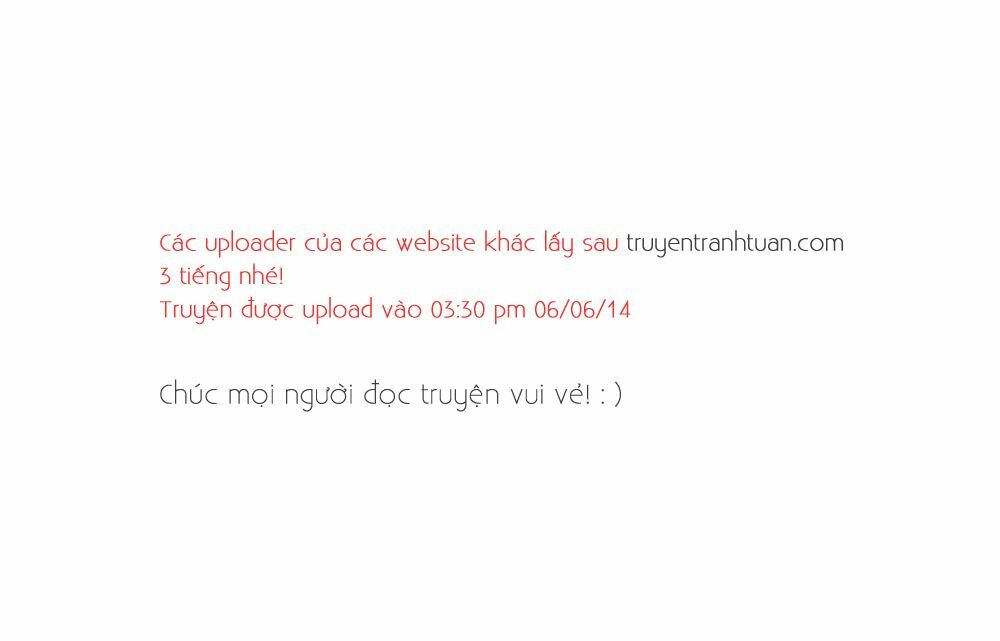 Các uploader của các website khác lấy sau truyentranhtuan.com
3 tiếng nhé!
Truyện được upload vào 03:30 pm 06/06/14
Chúc mọi người đọc truyện vui vẻ! : )